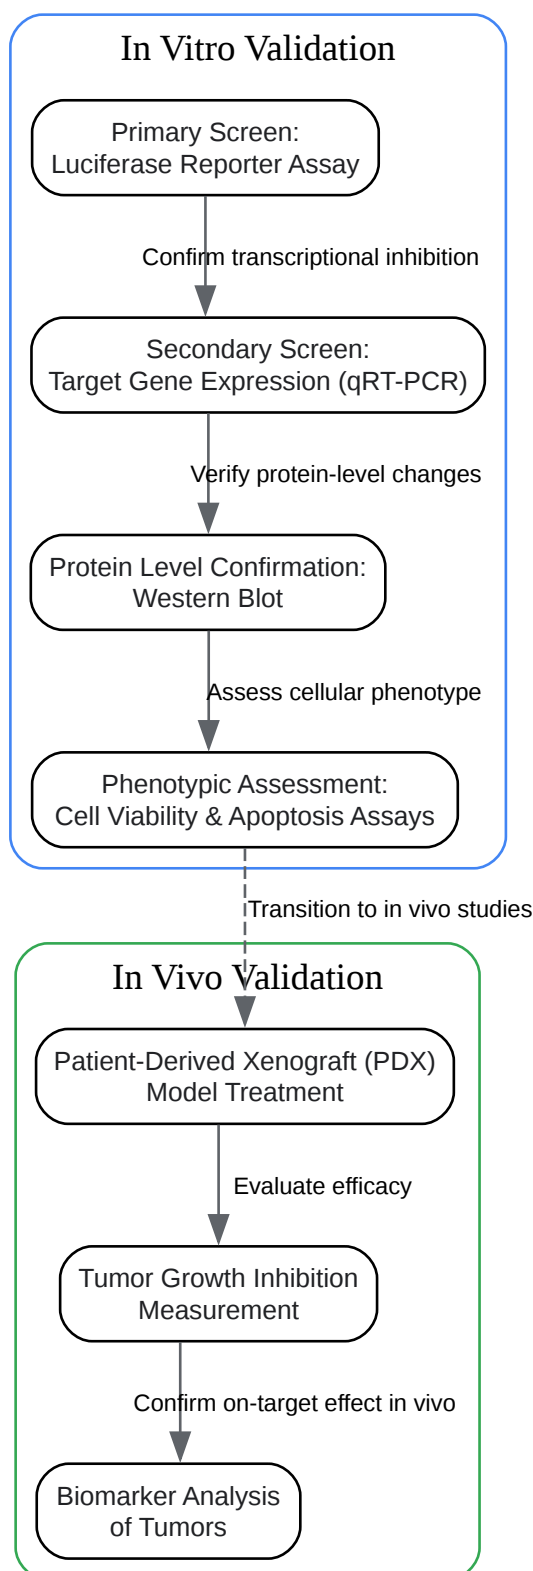 In Vitro Validation
Primary Screen:
Luciferase Reporter Assay
Confirm transcriptional inhibition
Secondary Screen:
Target Gene Expression (qRT-PCR)
Verify protein-level changes
Protein Level Confirmation:
Western Blot
Assess cellular phenotype
Phenotypic Assessment:
Cell Viability & Apoptosis Assays
Transition to in vivo studies
In Vivo Validation
Patient-Derived Xenograft (PDX)
Model Treatment
Evaluate efficacy
Tumor Growth Inhibition
Measurement
Confirm on-target effect in vivo
Biomarker Analysis
of Tumors